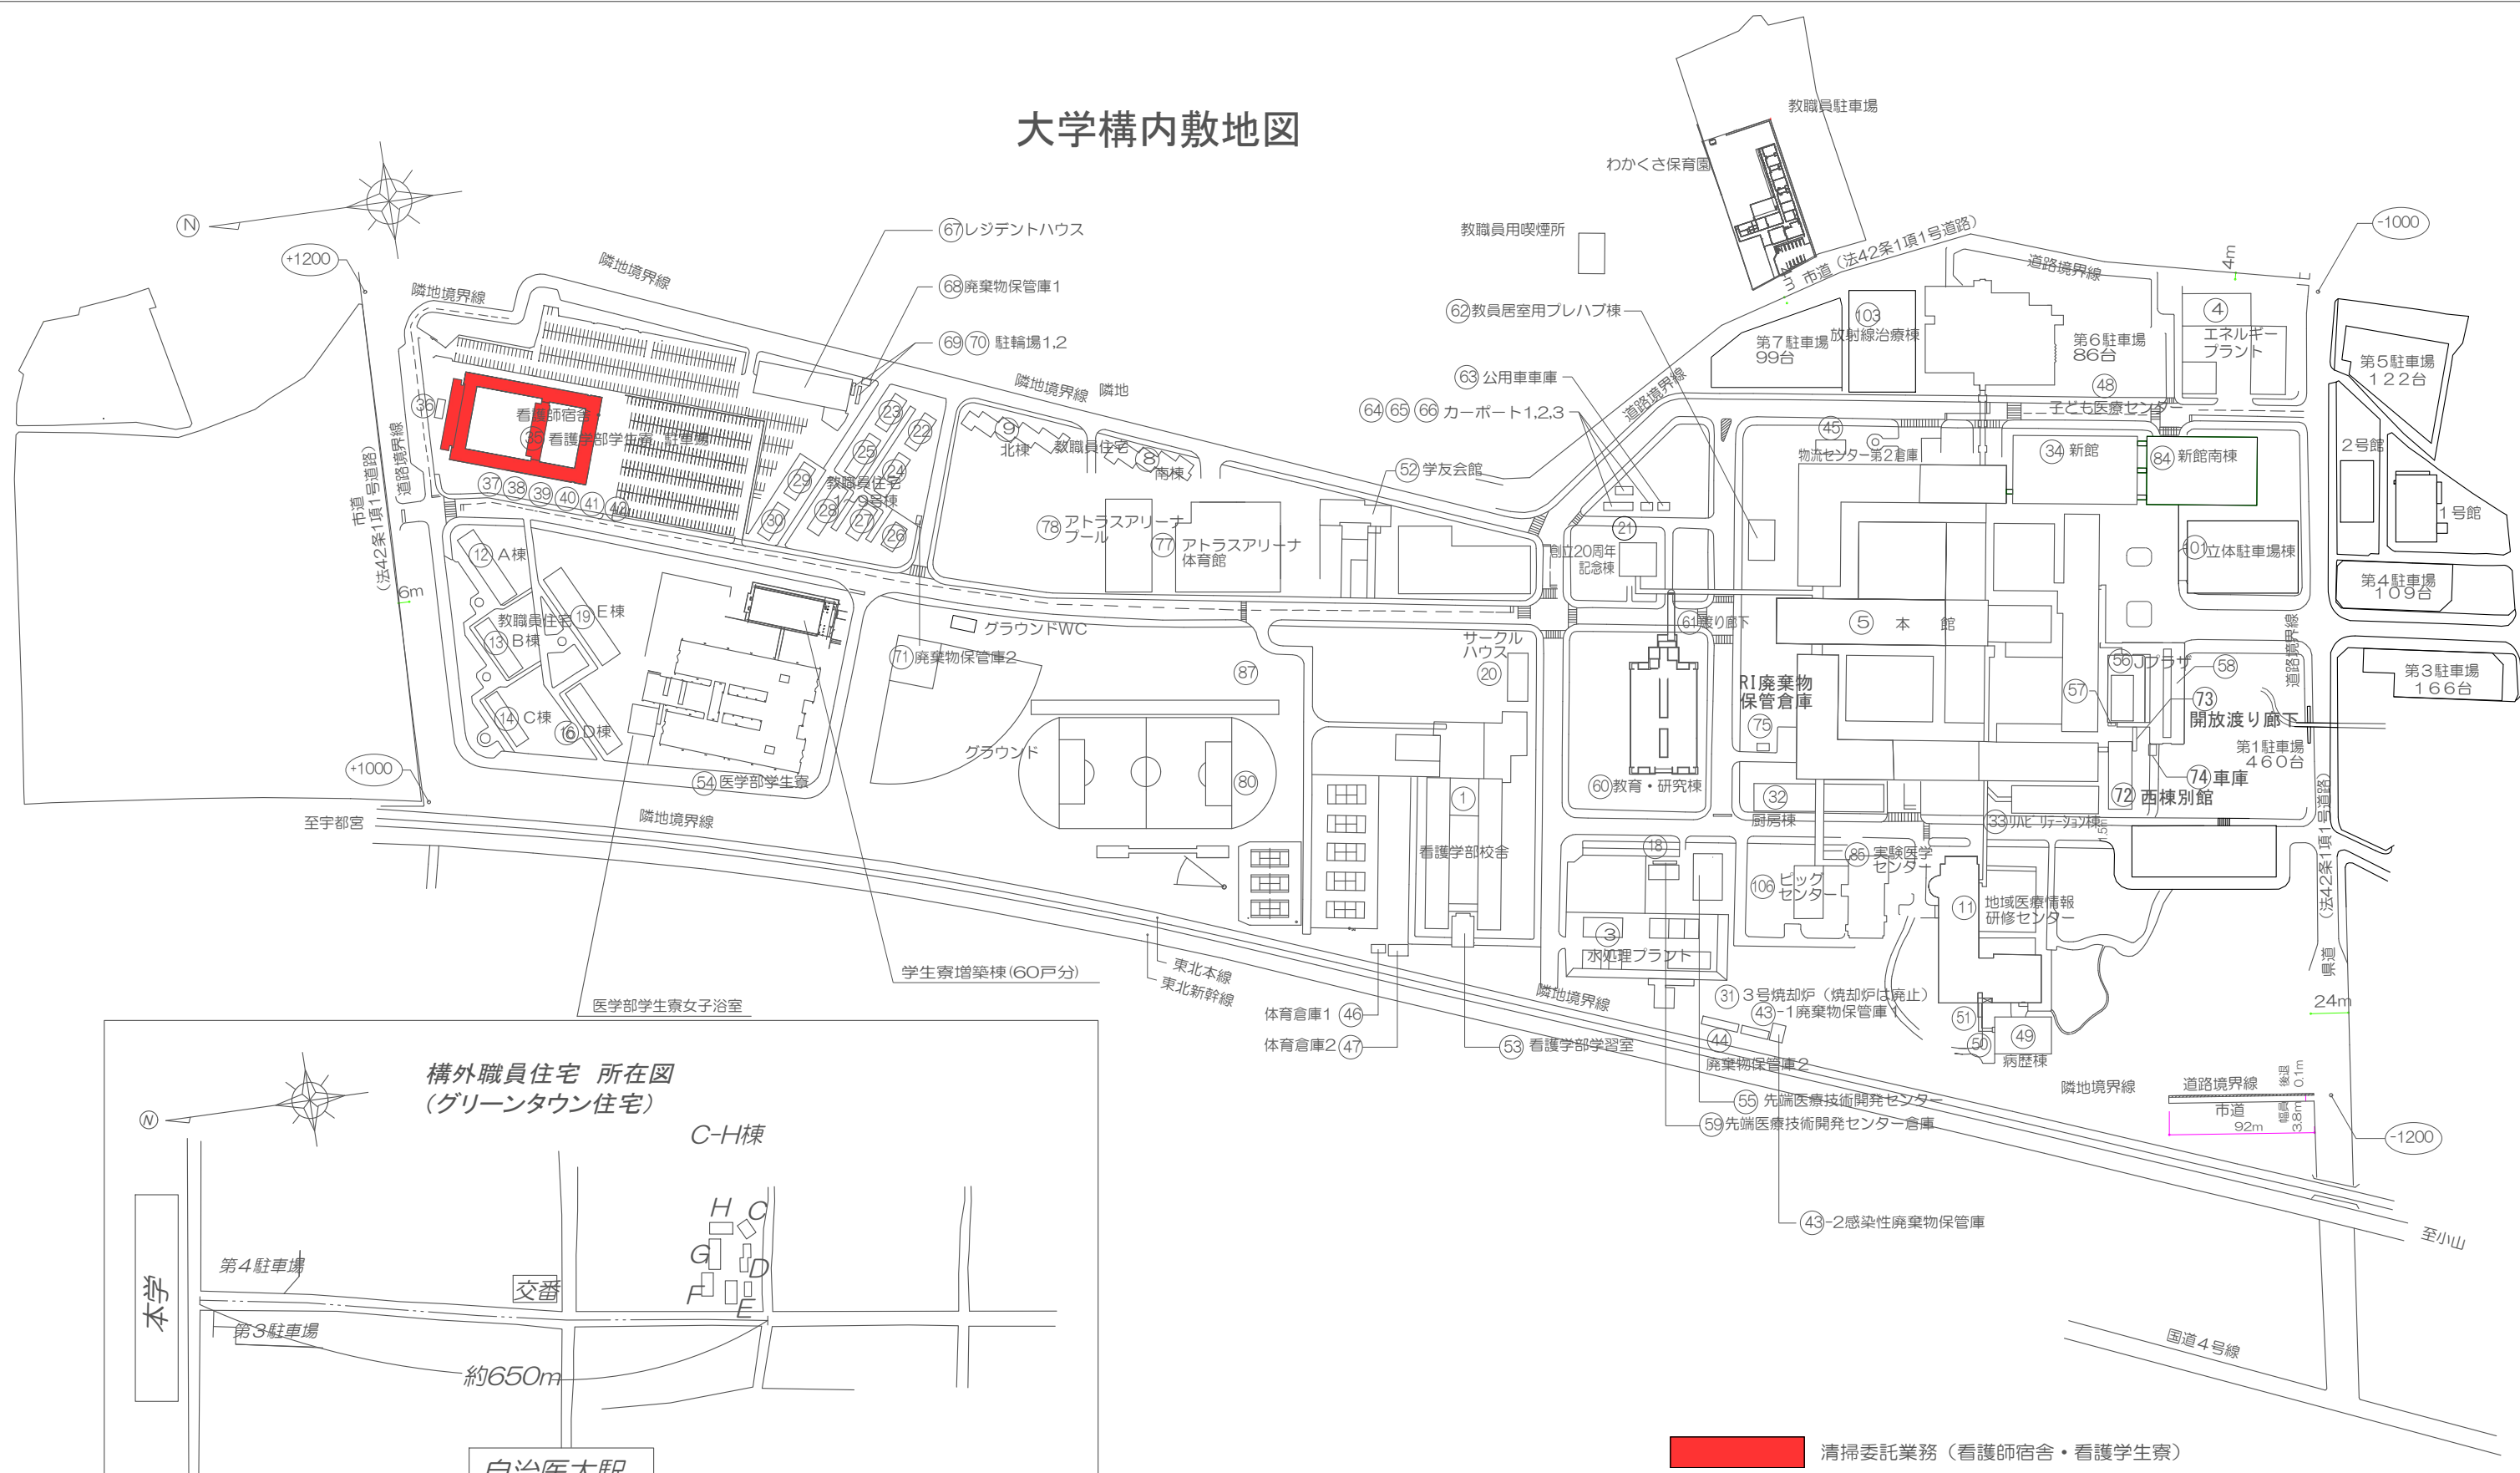 大学構内敷地図
教職員駐車場
わかくさ保育園
教職員用喫煙所
N
+1200
-1000
67 レジデントハウス
68 廃棄物保管庫1
69 70 駐輪場1,2
隣地境界線
隣地境界線
隣地境界線 隣地
市道（法42条1項1号道路）
道路境界線
4m
62 教員居室用プレハブ棟
63 公用車車庫
64 65 66 カーポート1,2,3
道路境界線
第7駐車場
99台
103
放射線治療棟
第6駐車場
86台
48
子ども医療センター
4
エネルギー
プラント
第5駐車場
122台
2号館
1号館
第4駐車場
109台
第3駐車場
166台
36
看護師宿舎・
35 看護学部学生寮 駐車場
37 38 39 40 41 42
市道
(法42条1項1号道路)
道路境界線
6m
23
22
25
24
29
教職員住宅
1～9号棟
28
27
30
26
9
北棟
教職員住宅
8
南棟
52 学友会館
78 アトラスアリーナ
プール
77 アトラスアリーナ
体育館
21
創立20周年
記念棟
45
物流センター第2倉庫
34 新館
84 新館南棟
101 立体駐車場棟
12 A棟
19 E棟
教職員住宅
13 B棟
14 C棟
16 D棟
54 医学部学生寮
グラウンドWC
71 廃棄物保管庫2
87
グラウンド
80
サークル
ハウス
20
61 渡り廊下
5 本館
RI廃棄物
保管倉庫
75
56 Jプラザ
58
57
73
開放渡り廊下
道路境界線
第1駐車場
460台
74 車庫
72 西棟別館
60 教育・研究棟
32
厨房棟
33 リハビリテーション棟
1
看護学部校舎
18
85 実験医学
センター
106 ピッグ
センター
11 地域医療情報
研修センター
3
水処理プラント
(法42条1項1号道路)
県道
24m
+1000
至宇都宮
隣地境界線
学生寮増築棟(60戸分)
医学部学生寮女子浴室
東北本線
東北新幹線
体育倉庫1 46
体育倉庫2 47
53 看護学部学習室
隣地境界線
31 3号焼却炉（焼却炉は廃止）
43-1廃棄物保管庫1
44
廃棄物保管庫2
51
50
49
病歴棟
55 先端医療技術開発センター
59 先端医療技術開発センター倉庫
43-2感染性廃棄物保管庫
隣地境界線
道路境界線
後退 0.1m
市道
幅員 3.8m
92m
-1200
至小山
国道4号線
構外職員住宅 所在図
（グリーンタウン住宅）
N
C-H棟
H C
G D
F E
本学
第4駐車場
交番
第3駐車場
約650m
自治医大駅
清掃委託業務（看護師宿舎・看護学生寮）